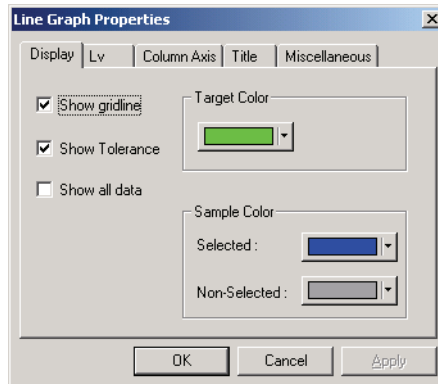 Line Graph Properties
Display Lv Column Axis Title Miscellaneous
Show gridline
Target Color
Show Tolerance
Show all data
Sample Color
Selected :
Non-Selected :
OK Cancel Apply